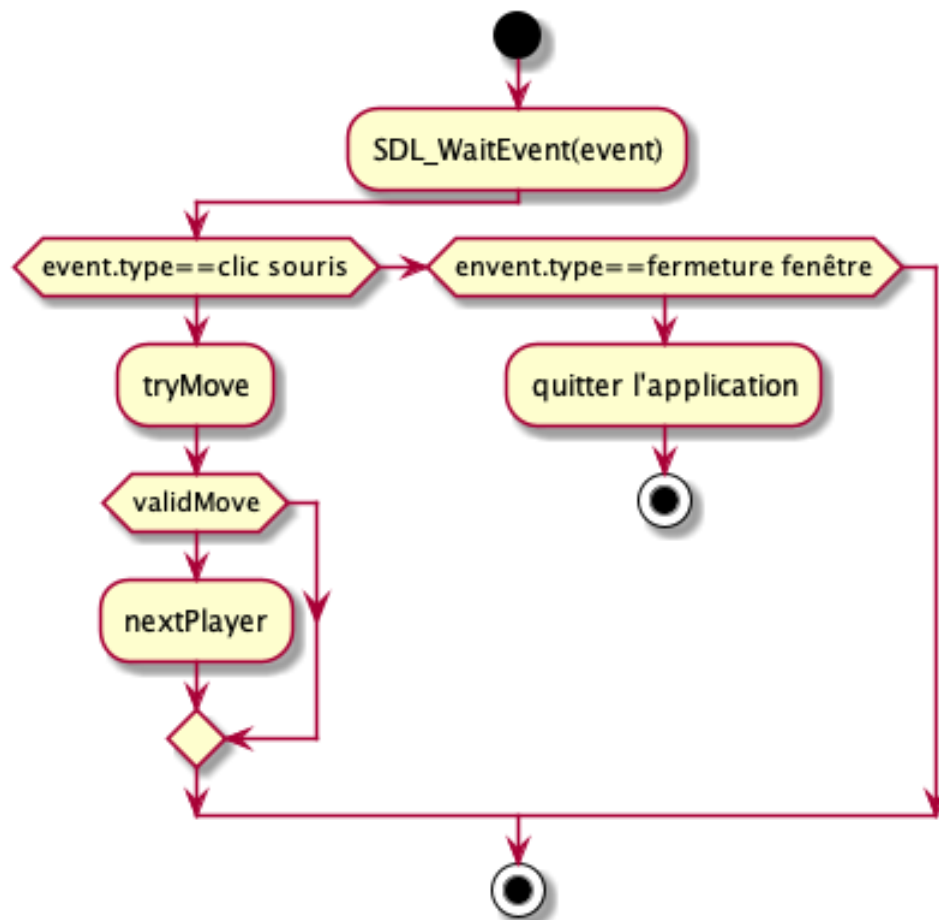 SDL_WaitEvent(event)
event.type==clic souris
envent.type==fermeture fenêtre
tryMove
quitter l'application
validMove
nextPlayer